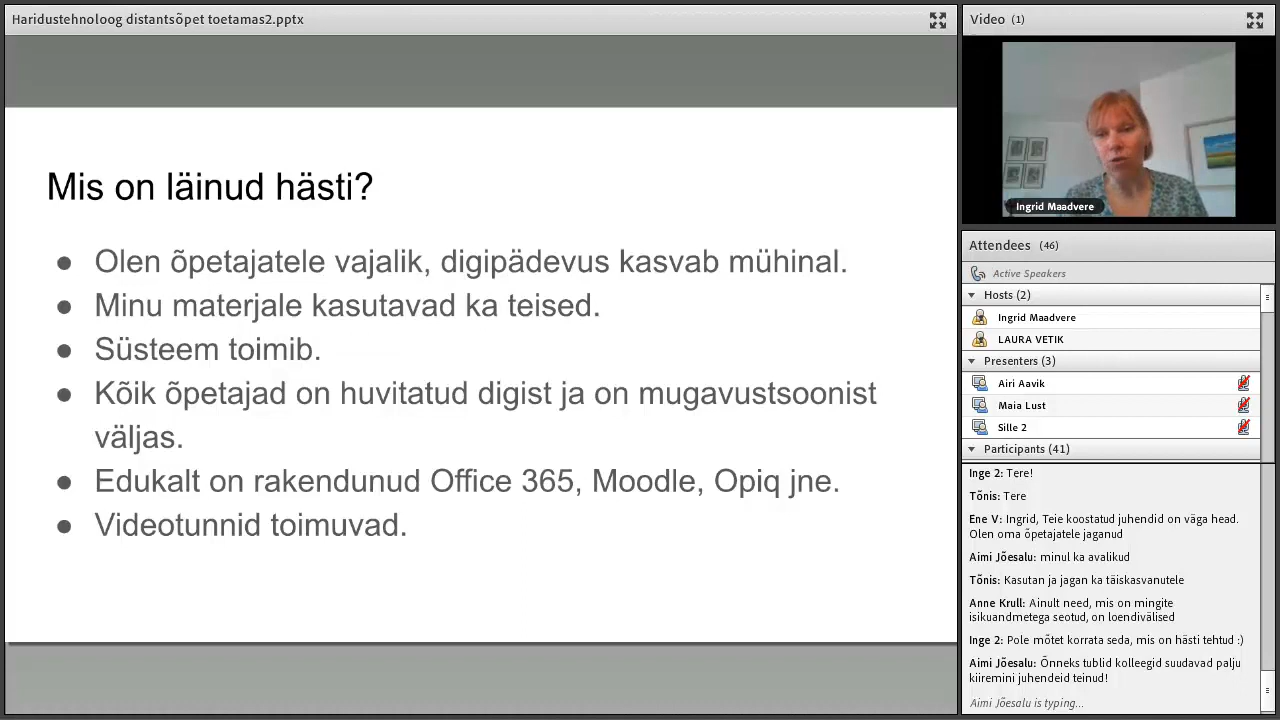 Haridustehnoloog distantsõpet toetamas2.pptx
Mis on läinud hästi?
● Olen õpetajatele vajalik, digipädevus kasvab mühinal.
● Minu materjale kasutavad ka teised.
● Süsteem toimib.
● Kõik õpetajad on huvitatud digist ja on mugavustsoonist
väljas.
● Edukalt on rakendunud Office 365, Moodle, Opiq jne.
● Videotunnid toimuvad.
Video (1)
Ingrid Maadvere
Attendees (46)
Active Speakers
Hosts (2)
Ingrid Maadvere
LAURA VETIK
Presenters (3)
Airi Aavik
Maia Lust
Sille 2
Participants (41)
Inge 2: Tere!
Tõnis: Tere
Ene V: Ingrid, Teie koostatud juhendid on väga head.
Olen oma õpetajatele jaganud
Aimi Jõesalu: minul ka avalikud
Tõnis: Kasutan ja jagan ka täiskasvanutele
Anne Krull: Ainult need, mis on mingite
isikuandmetega seotud, on loendivälised
Inge 2: Pole mõtet korrata seda, mis on hästi tehtud :)
Aimi Jõesalu: Õnneks tublid kolleegid suudavad palju
kiiremini juhendeid teinud!
Aimi Jõesalu is typing...